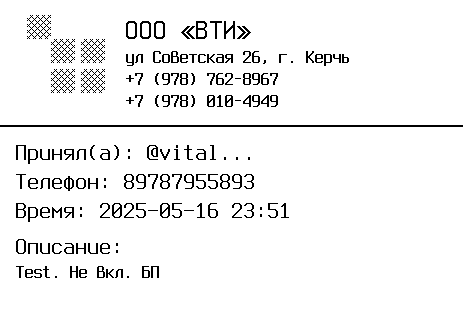 ООО «ВТИ»
ул Советская 26, г. Керчь
+7 (978) 762-8967
+7 (978) 010-4949
Принял(а): @vital...
Телефон: 89787955893
Время: 2025-05-16 23:51
Описание:
Test. Не Вкл. БП